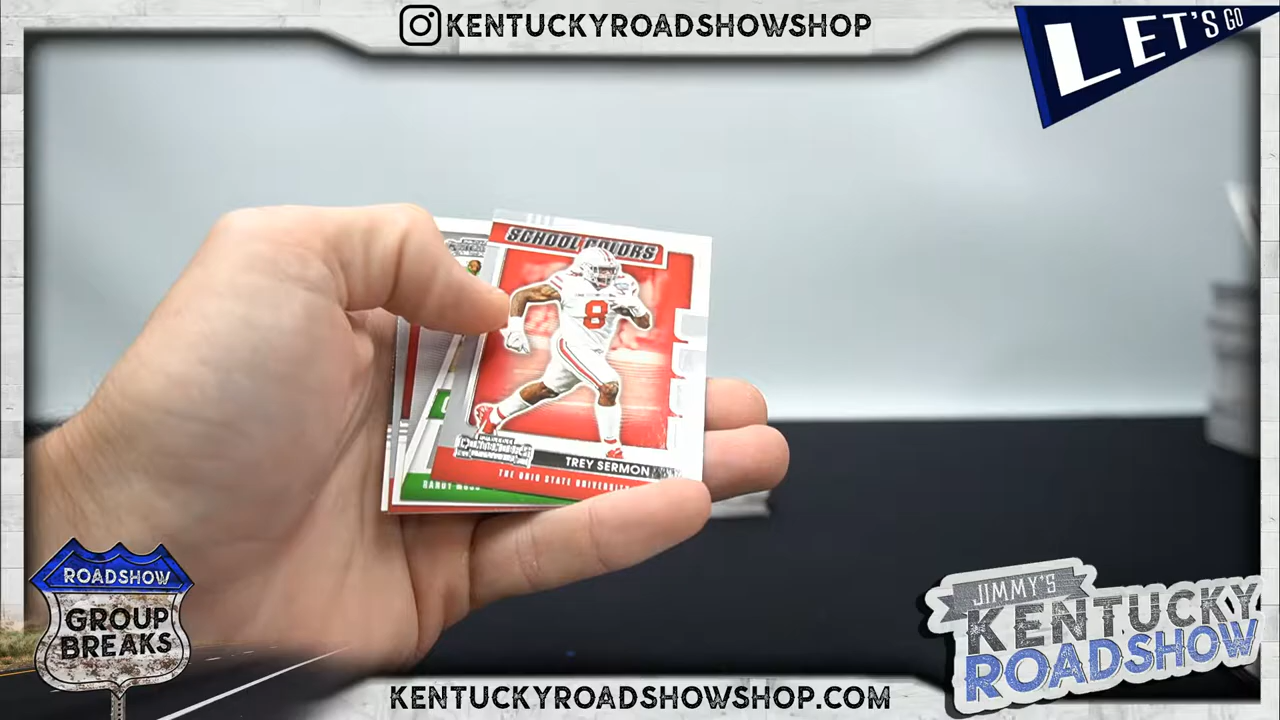 KENTUCKYROADSHOWSHOP
LET'S GO
SCHOOL COLORS
8
TREY SERMON
THE OHIO STATE UNIVERSITY
RANDY
ROADSHOW
GROUP
BREAKS
JIMMY'S
KENTUCKY
ROADSHOW
KENTUCKYROADSHOWSHOP.COM